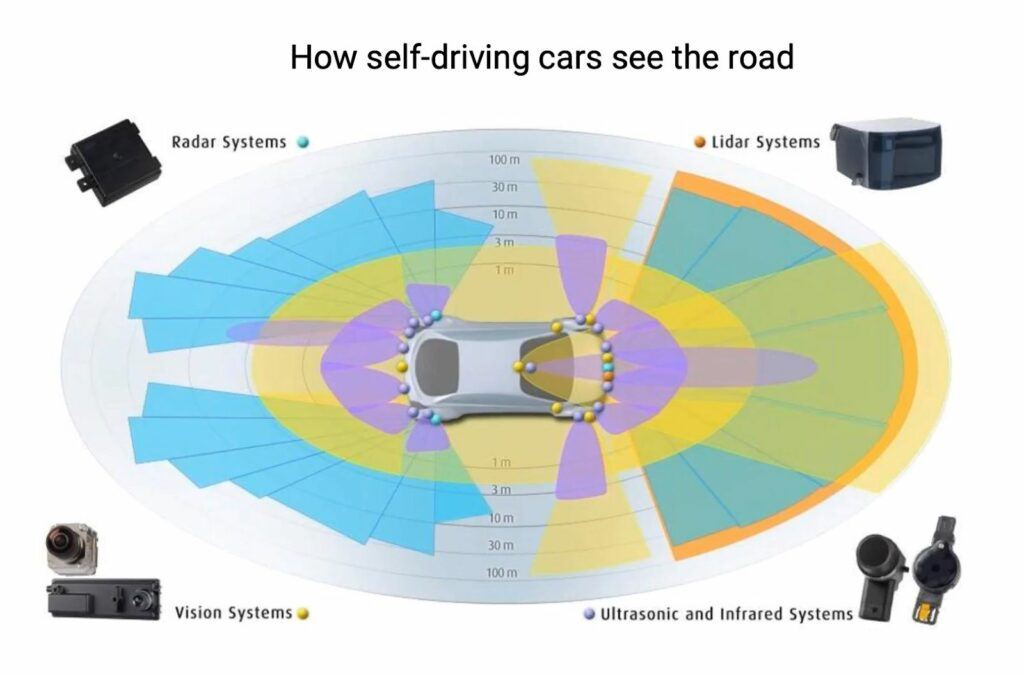 How self-driving cars see the road
Radar Systems
Lidar Systems
100 m
30 m
10 m
3 m
1 m
1 m
3 m
10 m
30 m
100 m
Vision Systems
Ultrasonic and Infrared Systems